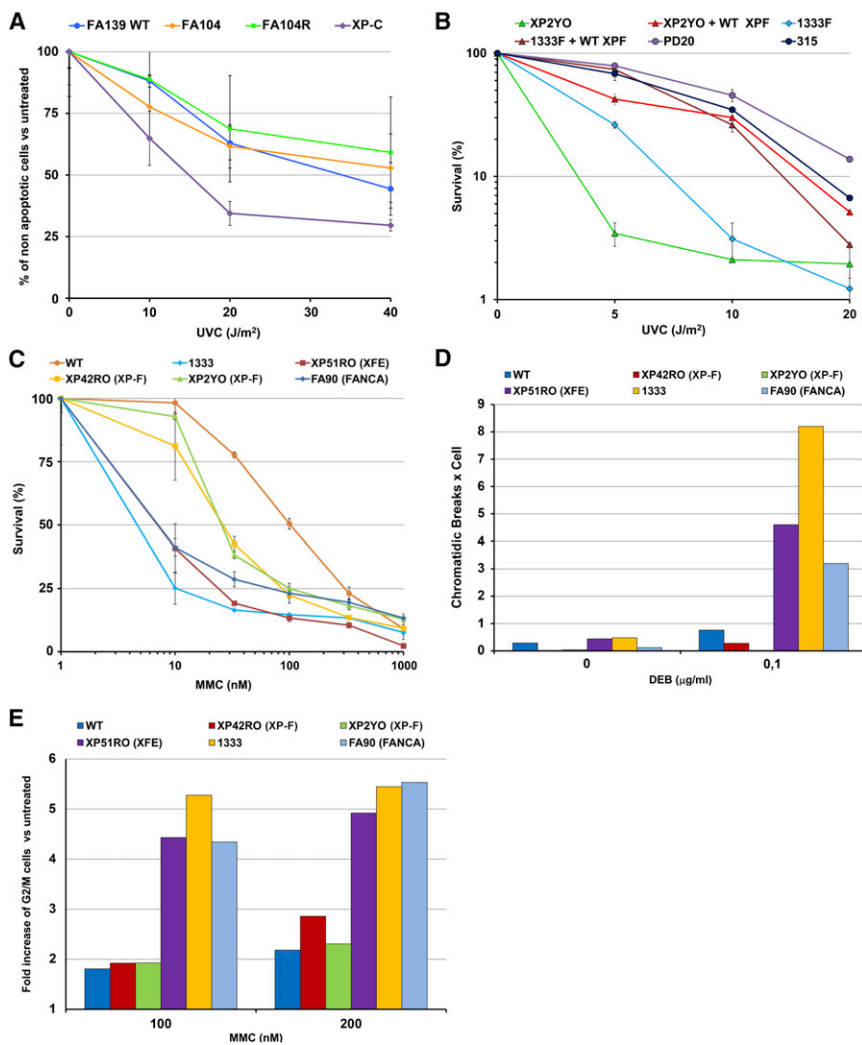 A
FA139 WT FA104 FA104R XP-C
% of non apoptotic cells vs untreated
100
75
50
25
0
0 10 20 30 40
UVC (J/m²)
B
XP2YO XP2YO + WT XPF 1333F
1333F + WT XPF PD20 315
Survival (%)
100
10
1
0 5 10 20
UVC (J/m²)
C
WT 1333 XP51RO (XFE)
XP42RO (XP-F) XP2YO (XP-F) FA90 (FANCA)
Survival (%)
100
75
50
25
0
1 10 100 1000
MMC (nM)
D
WT XP42RO (XP-F) XP2YO (XP-F)
XP51RO (XFE) 1333 FA90 (FANCA)
Chromatidic Breaks x Cell
9
8
7
6
5
4
3
2
1
0
0 0,1
DEB (μg/ml)
E
WT XP42RO (XP-F) XP2YO (XP-F)
XP51RO (XFE) 1333 FA90 (FANCA)
Fold increase of G2/M cells vs untreated
6
5
4
3
2
1
100 200
MMC (nM)